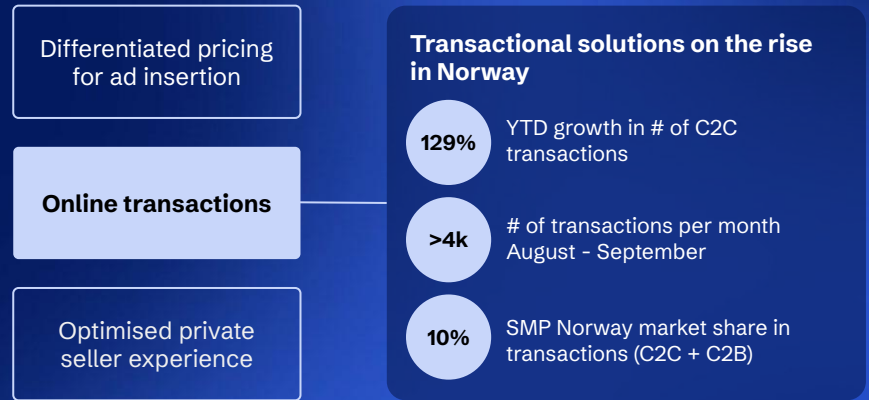 Differentiated pricing
for ad insertion
Online transactions
Optimised private
seller experience
Transactional solutions on the rise
in Norway
129%
YTD growth in # of C2C
transactions
>4k
# of transactions per month
August - September
10%
SMP Norway market share in
transactions (C2C + C2B)